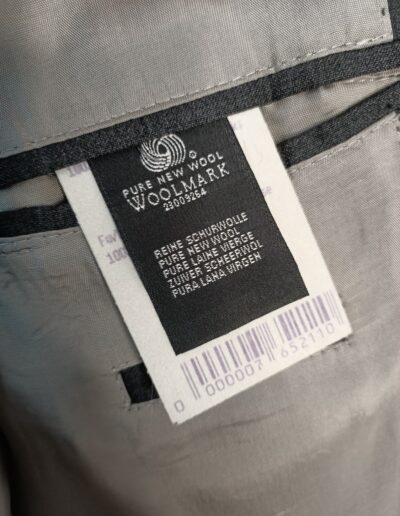 PURE NEW WOOL
WOOLMARK
23009264
REINE SCHURWOLLE
PURE NEW WOOL
PURE LAINE VIERGE
ZUIVER SCHEERWOL
PURA LANA VIRGEN
0 000007 652110